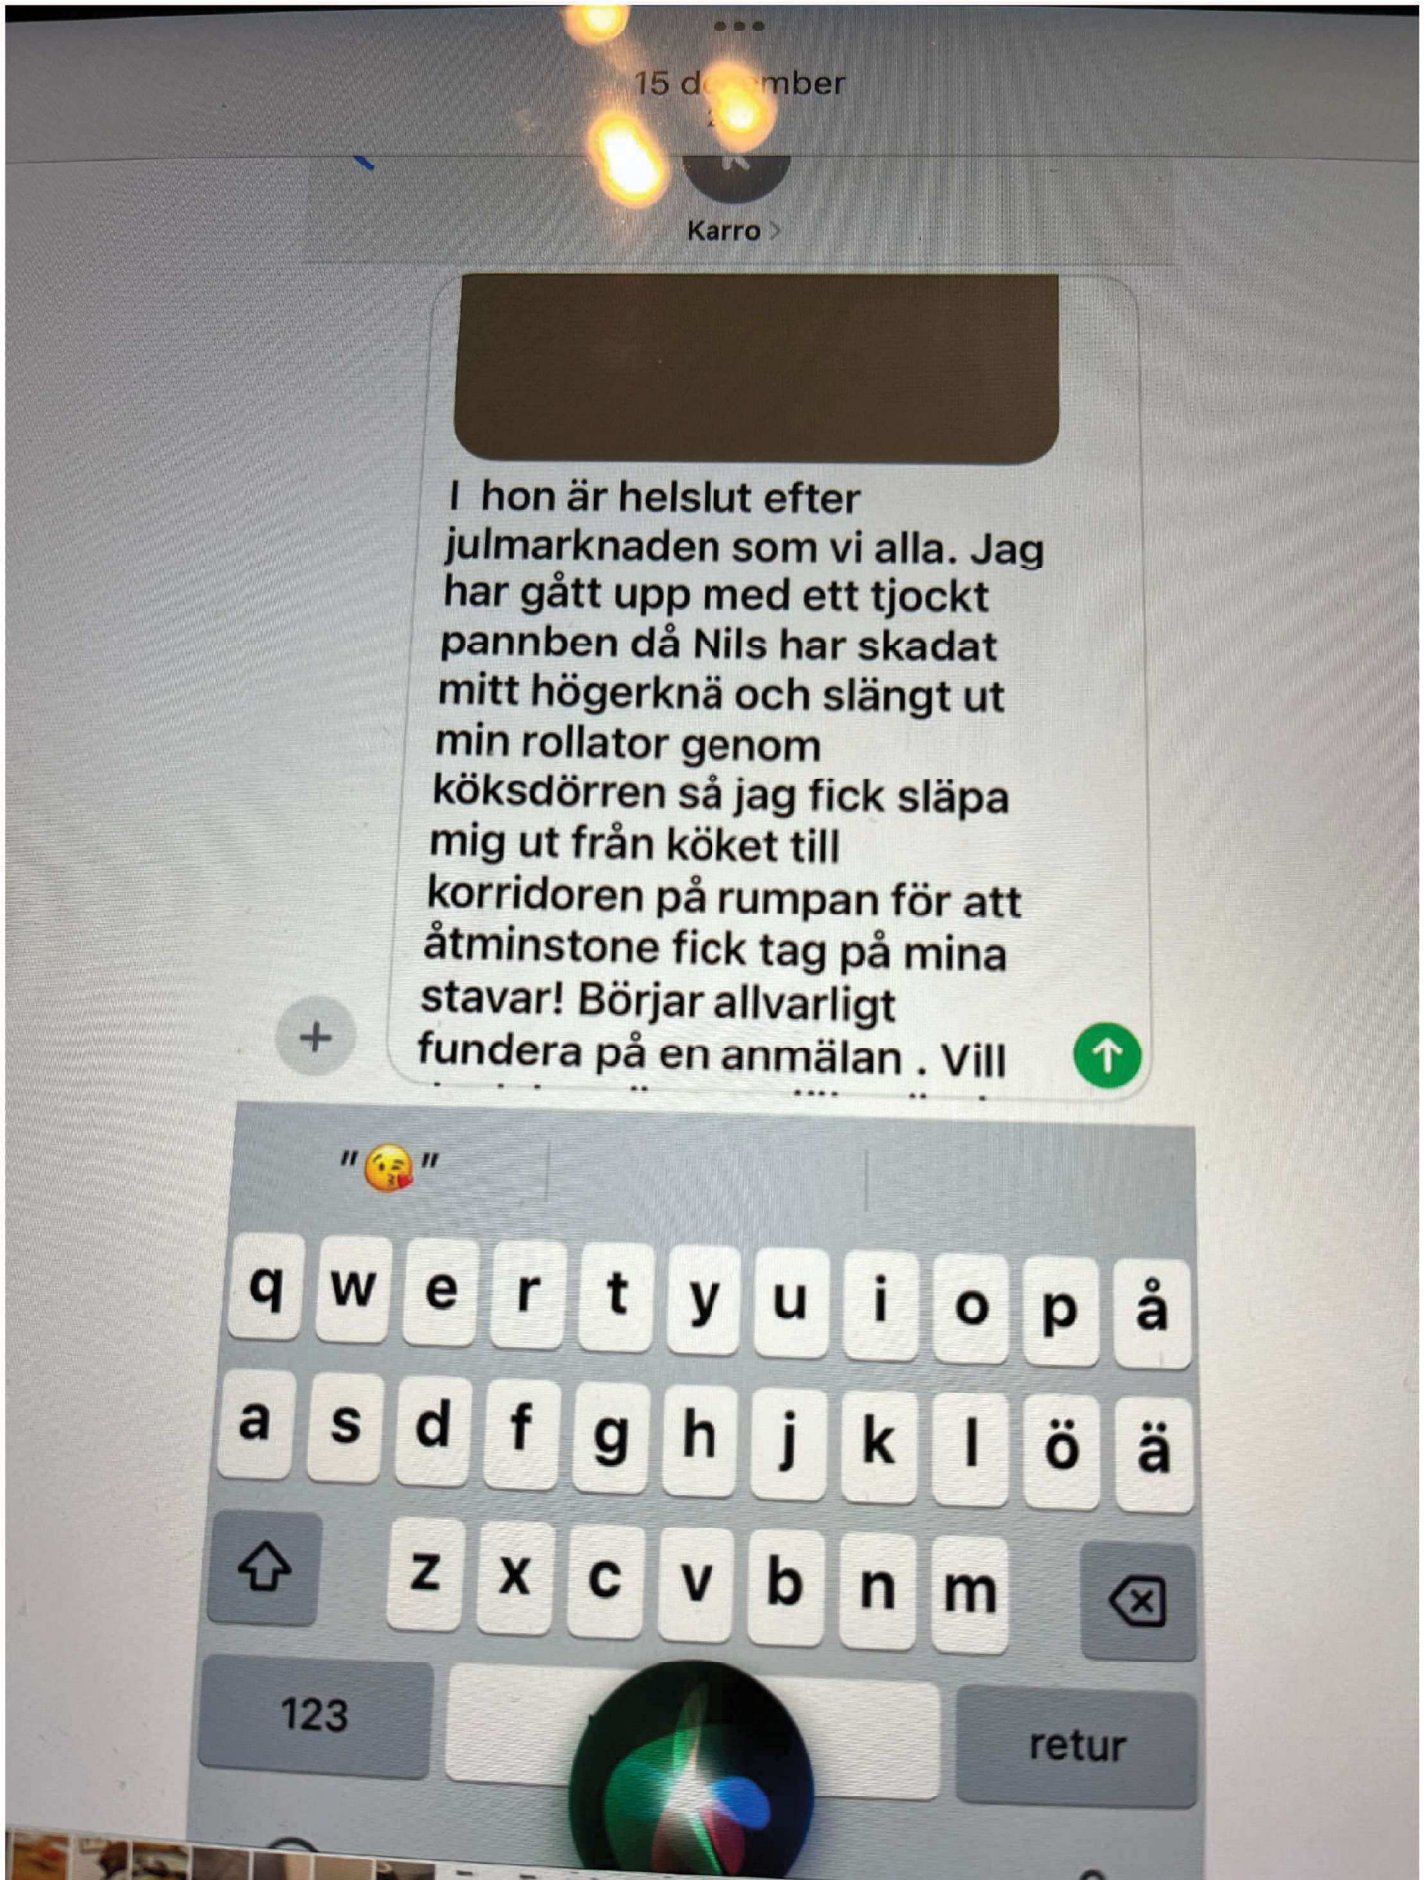 15 de mber
Karro >
I hon är helslut efter
julmarknaden som vi alla. Jag
har gått upp med ett tjockt
pannben då Nils har skadat
mitt högerknä och slängt ut
min rollator genom
köksdörren så jag fick släpa
mig ut från köket till
korridoren på rumpan för att
åtminstone fick tag på mina
stavar! Börjar allvarligt
fundera på en anmälan . Vill
"😘"
q w e r t y u i o p å
a s d f g h j k l ö ä
z x c v b n m
123 retur